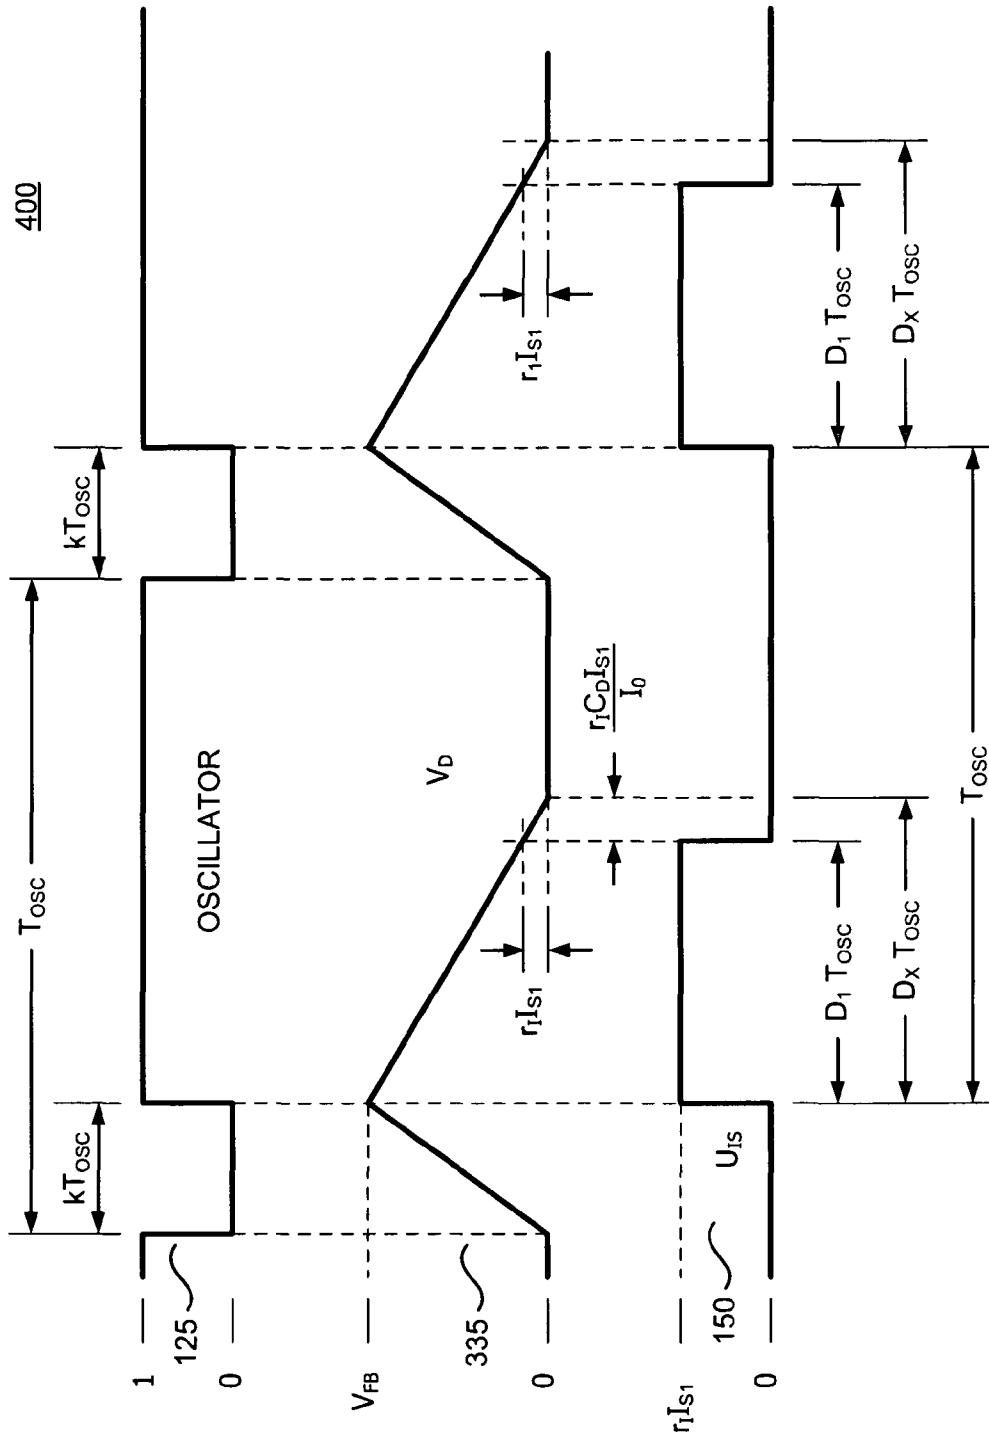 400
T_OSC
kT_OSC
kT_OSC
1
125
0
OSCILLATOR
V_FB
335
0
V_D
r_I I_S1
r_I C_D I_S1
I_0
r_1 I_S1
r_I I_S1
150
0
U_IS
D_1 T_OSC
D_1 T_OSC
D_X T_OSC
D_X T_OSC
T_OSC